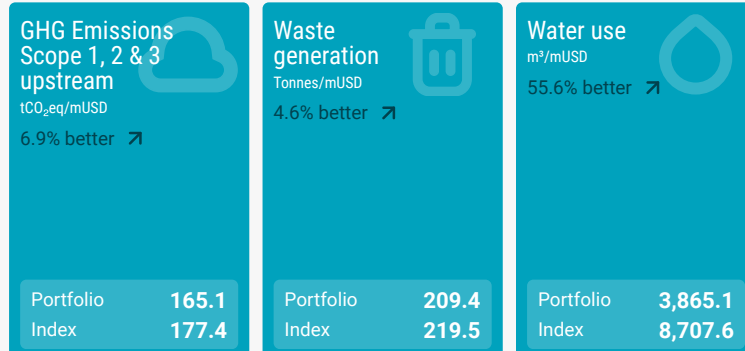 GHG Emissions
Scope 1, 2 & 3
upstream
tCO₂eq/mUSD
6.9% better
Portfolio 165.1
Index 177.4
Waste
generation
Tonnes/mUSD
4.6% better
Portfolio 209.4
Index 219.5
Water use
m³/mUSD
55.6% better
Portfolio 3,865.1
Index 8,707.6